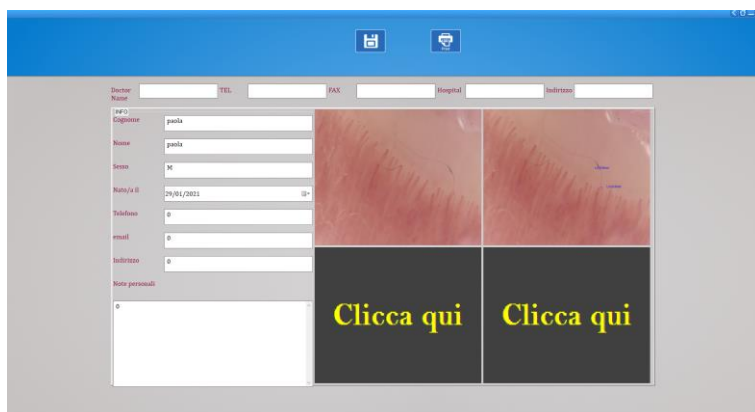 Doctor Name
TEL
FAX
Hospital
Indirizzo
INFO
Cognome
paola
Nome
paola
Sesso
M
Nato/a il
29/01/2021
Telefono
0
email
0
Indirizzo
0
Note personali
0
Clicca qui
Clicca qui